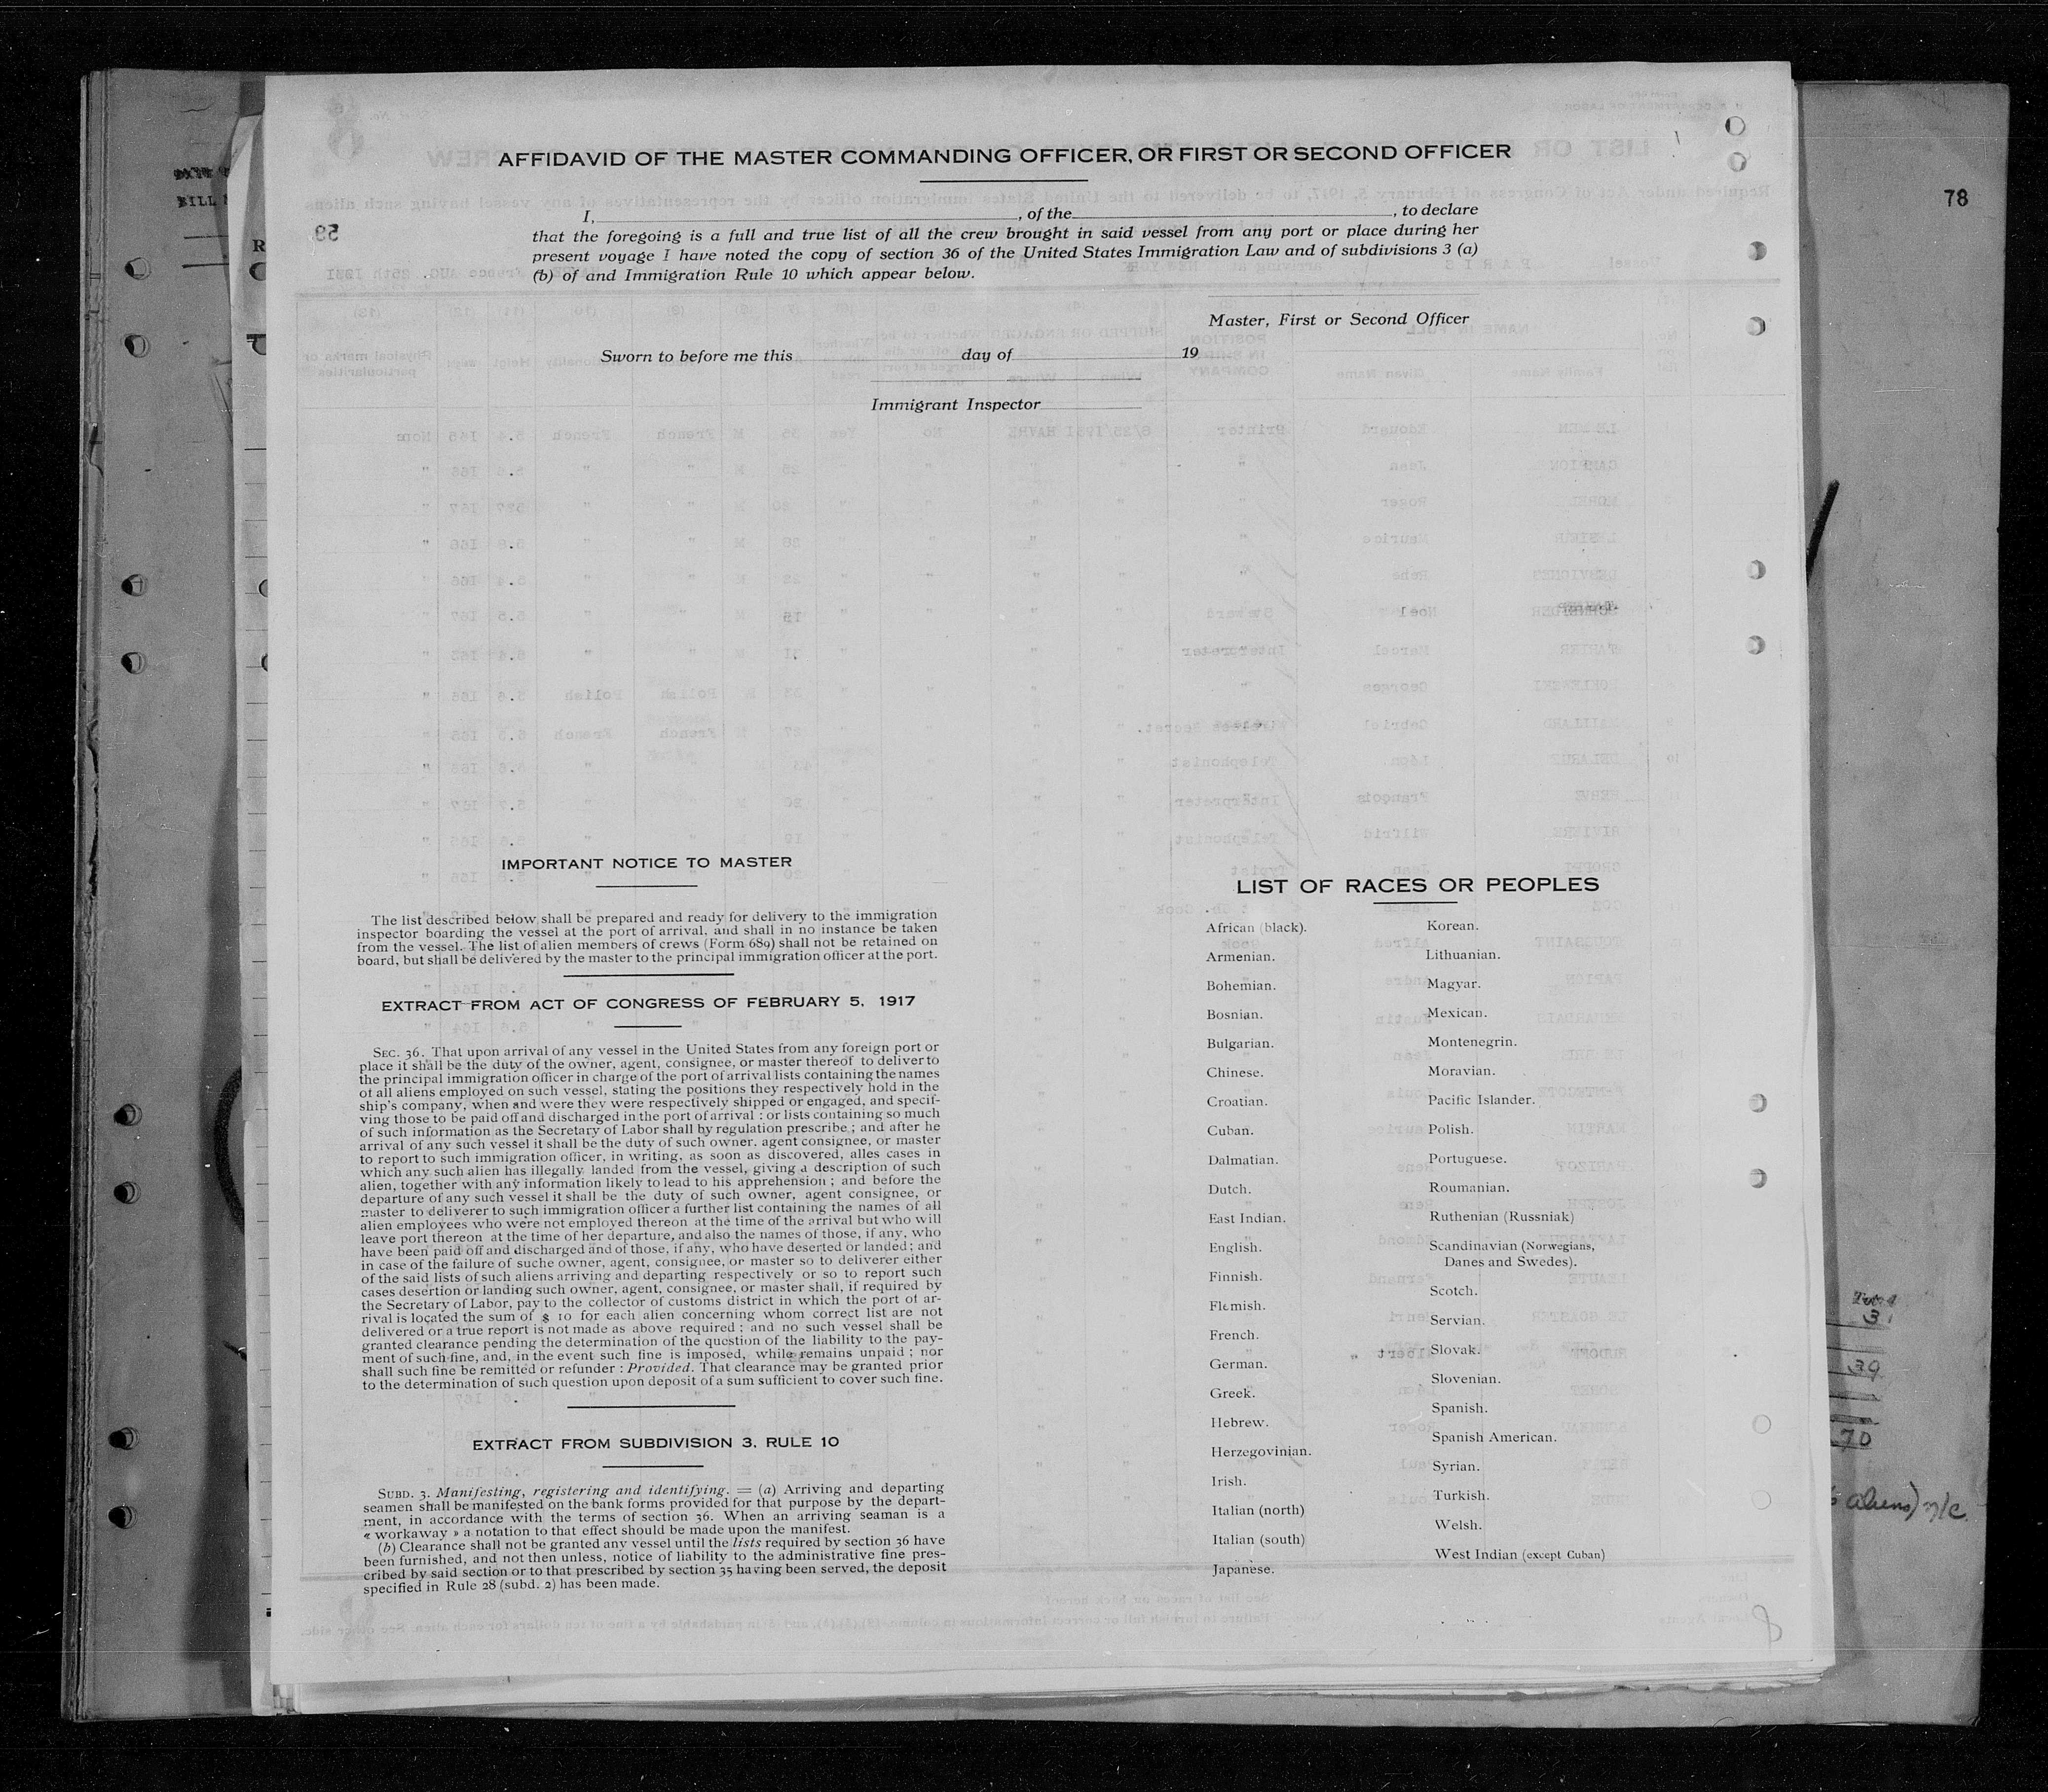 78
AFFIDAVID OF THE MASTER COMMANDING OFFICER, OR FIRST OR SECOND OFFICER
I, , of the , to declare
that the foregoing is a full and true list of all the crew brought in said vessel from any port or place during her
present voyage I have noted the copy of section 36 of the United States Immigration Law and of subdivisions 3 (a)
(b) of and Immigration Rule 10 which appear below.
Master, First or Second Officer
Sworn to before me this day of 19
Immigrant Inspector
IMPORTANT NOTICE TO MASTER
The list described below shall be prepared and ready for delivery to the immigration
inspector boarding the vessel at the port of arrival, and shall in no instance be taken
from the vessel. The list of alien members of crews (Form 689) shall not be retained on
board, but shall be delivered by the master to the principal immigration officer at the port.
EXTRACT FROM ACT OF CONGRESS OF FEBRUARY 5, 1917
SEC. 36. That upon arrival of any vessel in the United States from any foreign port or
place it shall be the duty of the owner, agent, consignee, or master thereof to deliver to
the principal immigration officer in charge of the port of arrival lists containing the names
of all aliens employed on such vessel, stating the positions they respectively hold in the
ship's company, when and were they were respectively shipped or engaged, and specif-
ving those to be paid off and discharged in the port of arrival : or lists containing so much
of such information as the Secretary of Labor shall by regulation prescribe ; and after he
arrival of any such vessel it shall be the duty of such owner. agent consignee, or master
to report to such immigration officer, in writing, as soon as discovered, alles cases in
which any such alien has illegally landed from the vessel, giving a description of such
alien, together with any information likely to lead to his apprehension ; and before the
departure of any such vessel it shall be the duty of such owner, agent consignee, or
master to deliverer to such immigration officer a further list containing the names of all
alien employees who were not employed thereon at the time of the arrival but who will
leave port thereon at the time of her departure, and also the names of those, if any, who
have been paid off and discharged and of those, if any, who have deserted or landed ; and
in case of the failure of suche owner, agent, consignee, or master so to deliverer either
of the said lists of such aliens arriving and departing respectively or so to report such
cases desertion or landing such owner, agent, consignee, or master shall, if required by
the Secretary of Labor, pay to the collector of customs district in which the port of ar-
rival is located the sum of $ 10 for each alien concerning whom correct list are not
delivered or a true report is not made as above required ; and no such vessel shall be
granted clearance pending the determination of the question of the liability to the pay-
ment of such fine, and, in the event such fine is imposed, while remains unpaid ; nor
shall such fine be remitted or refunder : Provided. That clearance may be granted prior
to the determination of such question upon deposit of a sum sufficient to cover such fine.
EXTRACT FROM SUBDIVISION 3, RULE 10
SUBD. 3. Manifesting, registering and identifying. = (a) Arriving and departing
seamen shall be manifested on the bank forms provided for that purpose by the depart-
ment, in accordance with the terms of section 36. When an arriving seaman is a
« workaway » a notation to that effect should be made upon the manifest.
(b) Clearance shall not be granted any vessel until the lists required by section 36 have
been furnished, and not then unless, notice of liability to the administrative fine pres-
cribed by said section or to that prescribed by section 35 having been served, the deposit
specified in Rule 28 (subd. 2) has been made.
LIST OF RACES OR PEOPLES
African (black).
Armenian.
Bohemian.
Bosnian.
Bulgarian.
Chinese.
Croatian.
Cuban.
Dalmatian.
Dutch.
East Indian.
English.
Finnish.
Flemish.
French.
German.
Greek.
Hebrew.
Herzegovinian.
Irish.
Italian (north)
Italian (south)
Japanese.
Korean.
Lithuanian.
Magyar.
Mexican.
Montenegrin.
Moravian.
Pacific Islander.
Polish.
Portuguese.
Roumanian.
Ruthenian (Russniak)
Scandinavian (Norwegians,
Danes and Swedes).
Scotch.
Servian.
Slovak.
Slovenian.
Spanish.
Spanish American.
Syrian.
Turkish.
Welsh.
West Indian (except Cuban)
39
70
aliens) n/c
8